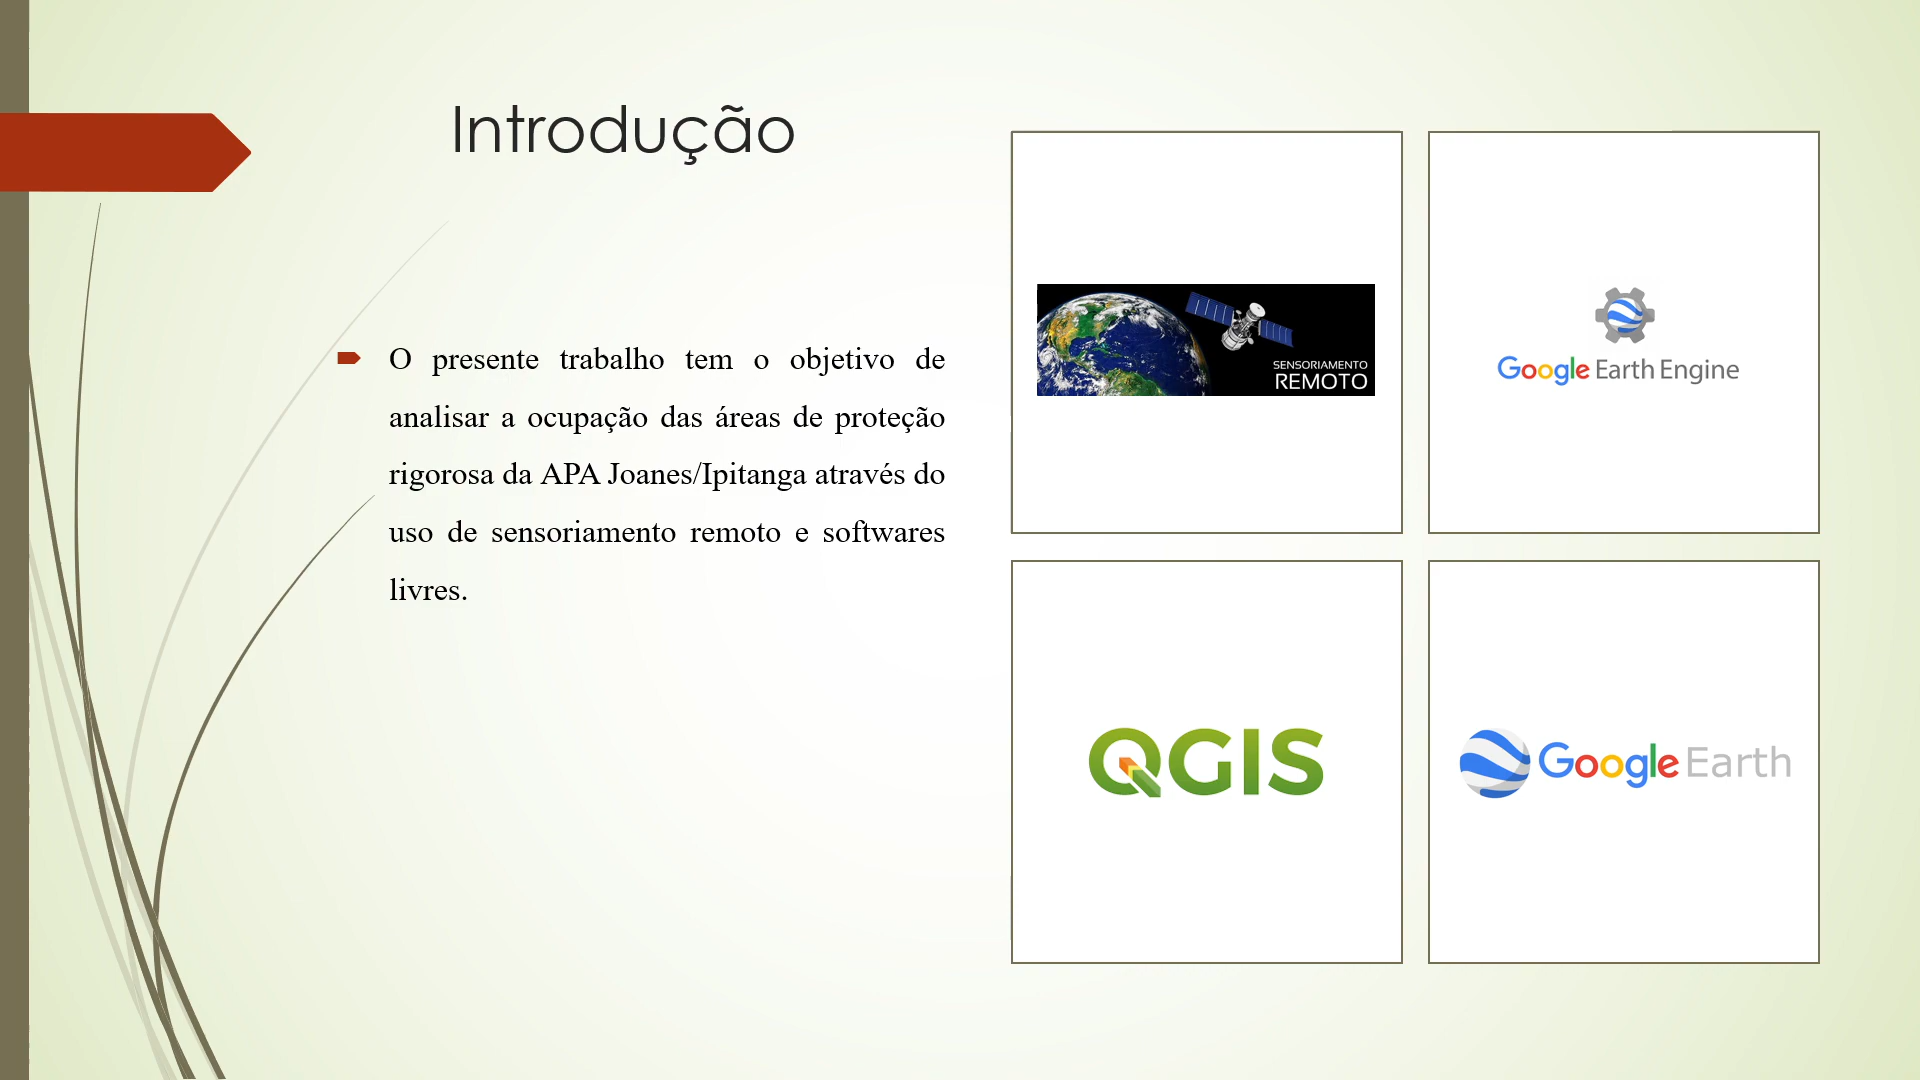 Introdução
O presente trabalho tem o objetivo de
analisar a ocupação das áreas de proteção
rigorosa da APA Joanes/Ipitanga através do
uso de sensoriamento remoto e softwares
livres.
SENSORIAMENTO
REMOTO
Google Earth Engine
QGIS
Google Earth